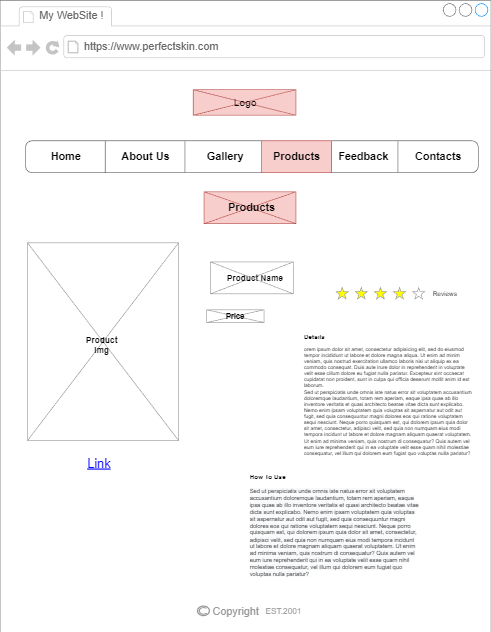 My WebSite !
https://www.perfectskin.com
Logo
Home About Us Gallery Products Feedback Contacts
Products
Product Name
Reviews
Price
Product
Img
Details
orem ipsum dolor sit amet, consectetur adipisicing elit, sed do eiusmod
tempor incididunt ut labore et dolore magna aliqua. Ut enim ad minim
veniam, quis nostrud exercitation ullamco laboris nisi ut aliquip ex ea
commodo consequat. Duis aute irure dolor in reprehenderit in voluptate
velit esse cillum dolore eu fugiat nulla pariatur. Excepteur sint occaecat
cupidatat non proident, sunt in culpa qui officia deserunt mollit anim id est
laborum.
Sed ut perspiciatis unde omnis iste natus error sit voluptatem accusantium
doloremque laudantium, totam rem aperiam, eaque ipsa quae ab illo
inventore veritatis et quasi architecto beatae vitae dicta sunt explicabo.
Nemo enim ipsam voluptatem quia voluptas sit aspernatur aut odit aut
fugit, sed quia consequuntur magni dolores eos qui ratione voluptatem
sequi nesciunt. Neque porro quisquam est, qui dolorem ipsum quia dolor
sit amet, consectetur, adipisci velit, sed quia non numquam eius modi
tempora incidunt ut labore et dolore magnam aliquam quaerat voluptatem.
Ut enim ad minima veniam, quis nostrum di consequatur? Quis autem vel
eum iure reprehenderit qui in ea voluptate velit esse quam nihil molestiae
consequatur, vel illum qui dolorem eum fugiat quo voluptas nulla pariatur?
Link
How To Use
Sed ut perspiciatis unde omnis iste natus error sit voluptatem
accusantium doloremque laudantium, totam rem aperiam, eaque
ipsa quae ab illo inventore veritatis et quasi architecto beatae vitae
dicta sunt explicabo. Nemo enim ipsam voluptatem quia voluptas
sit aspernatur aut odit aut fugit, sed quia consequuntur magni
dolores eos qui ratione voluptatem sequi nesciunt. Neque porro
quisquam est, qui dolorem ipsum quia dolor sit amet, consectetur,
adipisci velit, sed quia non numquam eius modi tempora incidunt
ut labore et dolore magnam aliquam quaerat voluptatem. Ut enim
ad minima veniam, quis nostrum di consequatur? Quis autem vel
eum iure reprehenderit qui in ea voluptate velit esse quam nihil
molestiae consequatur, vel illum qui dolorem eum fugiat quo
voluptas nulla pariatur?
© Copyright EST.2001